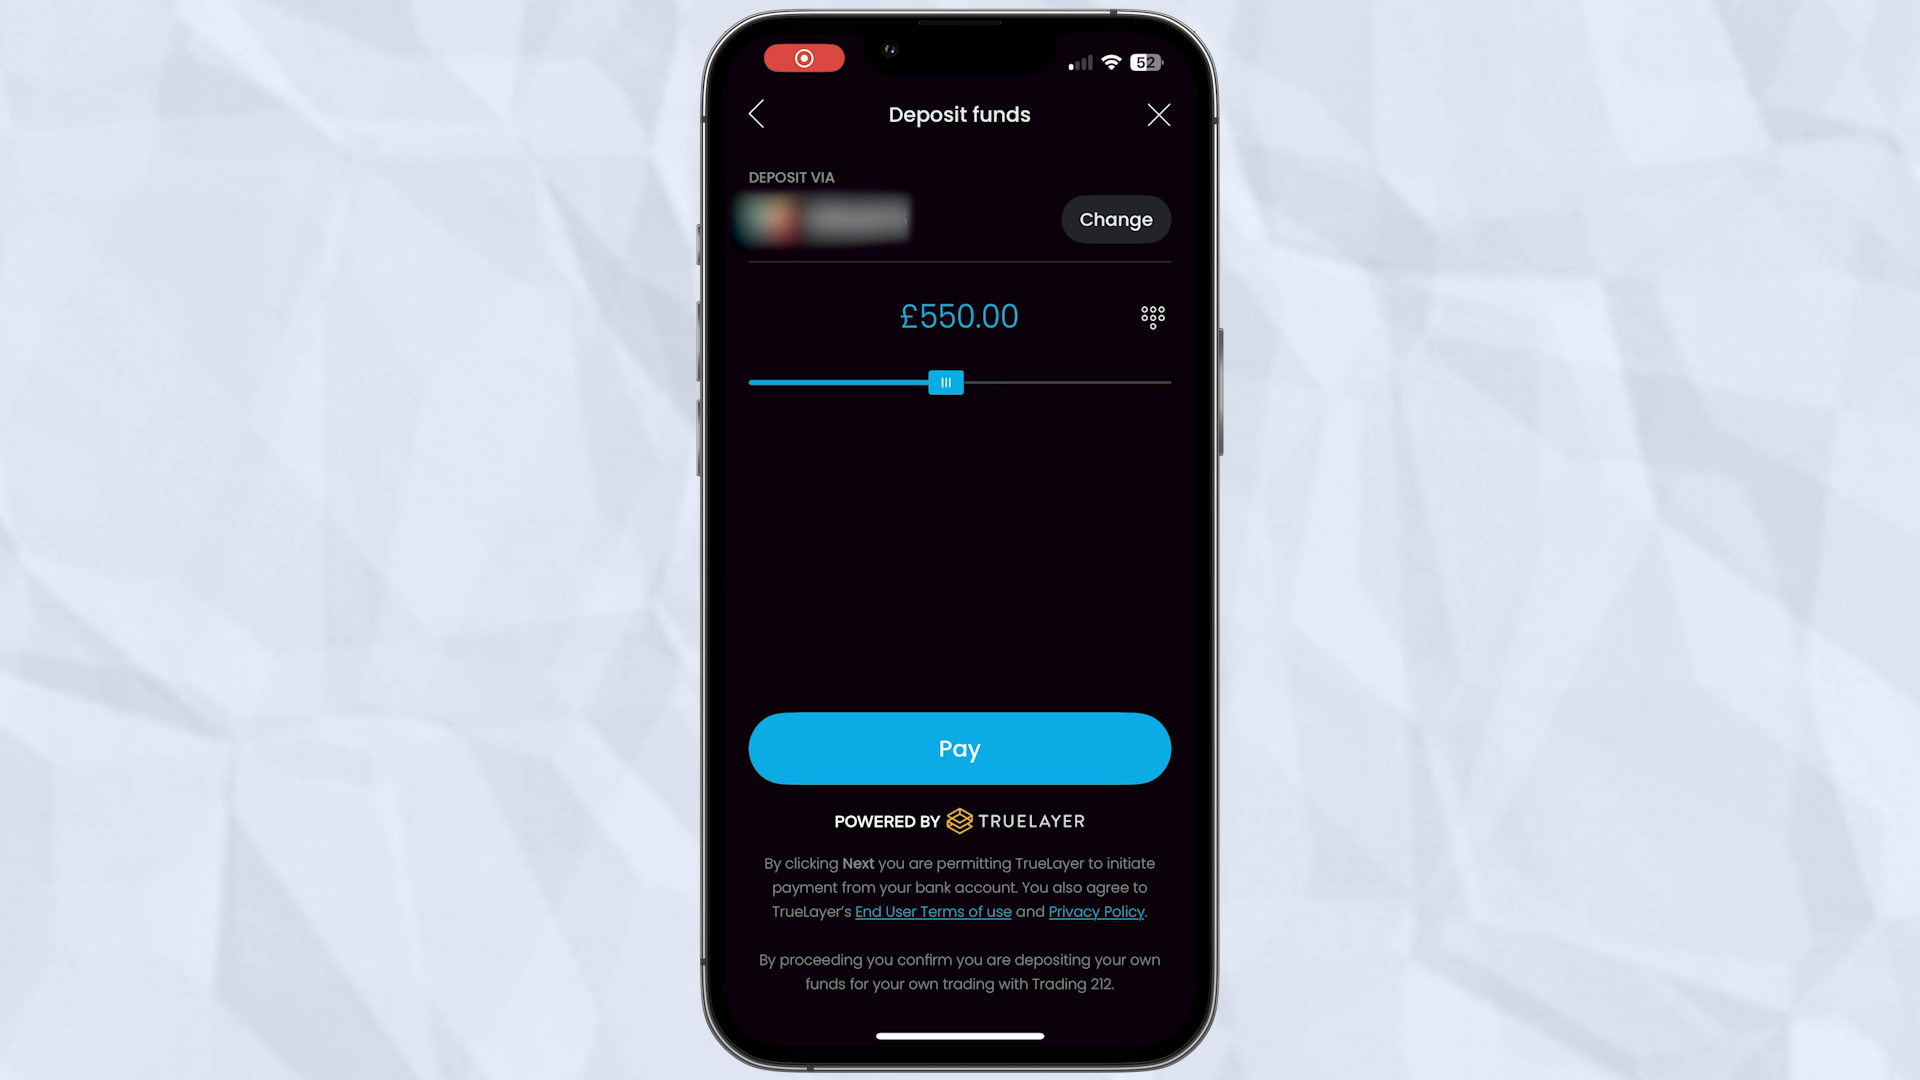 52
Deposit funds
DEPOSIT VIA
Change
£550.00
Pay
POWERED BY TRUELAYER
By clicking Next you are permitting TrueLayer to initiate
payment from your bank account. You also agree to
TrueLayer's End User Terms of use and Privacy Policy.
By proceeding you confirm you are depositing your own
funds for your own trading with Trading 212.